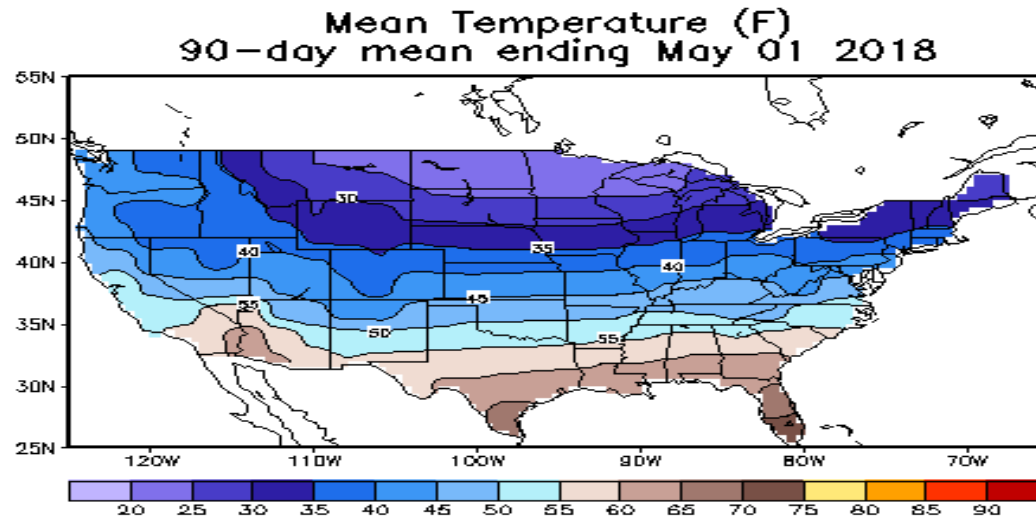 Mean Temperature (F)
90-day mean ending May 01 2018
55N
50N
45N
40N
35N
30N
25N
30
35
40
40
45
50
55
55
120W 110W 100W 90W 80W 70W
20 25 30 35 40 45 50 55 60 65 70 75 80 85 90